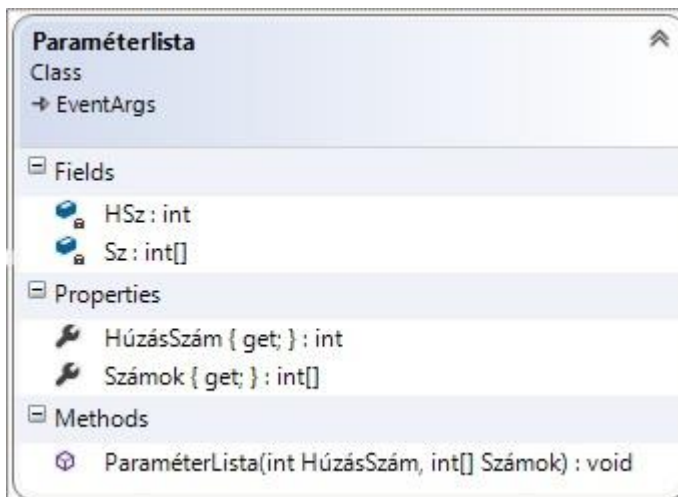 Paraméterlista
Class
EventArgs
Fields
HSz : int
Sz : int[]
Properties
HúzásSzám { get; } : int
Számok { get; } : int[]
Methods
ParaméterLista(int HúzásSzám, int[] Számok) : void